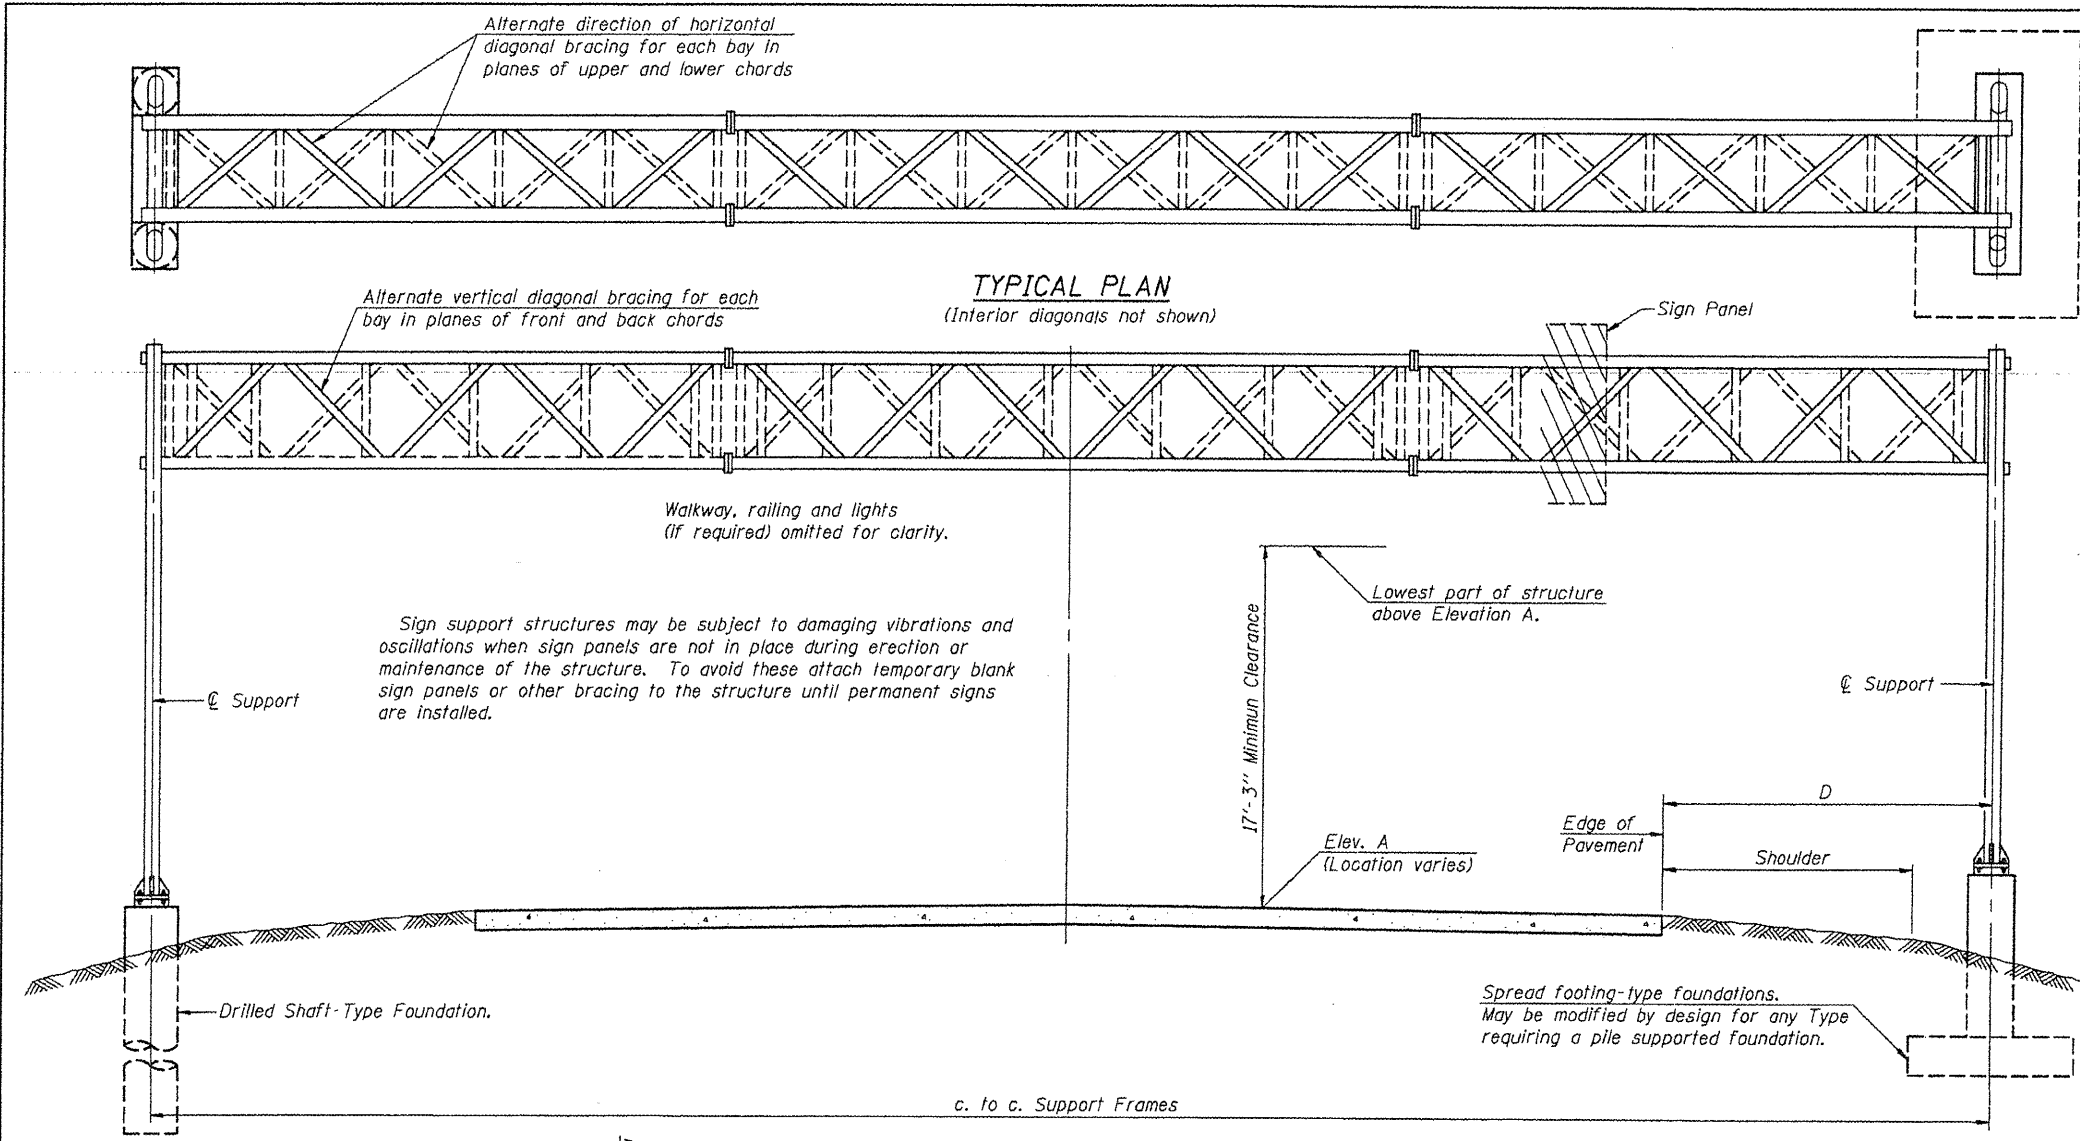 Alternate direction of horizontal
diagonal bracing for each bay in
planes of upper and lower chords
TYPICAL PLAN
(Interior diagonals not shown)
Alternate vertical diagonal bracing for each
bay in planes of front and back chords
Sign Panel
Walkway, railing and lights
(if required) omitted for clarity.
Lowest part of structure
above Elevation A.
Sign support structures may be subject to damaging vibrations and
oscillations when sign panels are not in place during erection or
maintenance of the structure. To avoid these attach temporary blank
sign panels or other bracing to the structure until permanent signs
are installed.
℄ Support
17'-3" Minimun Clearance
℄ Support
D
Edge of
Pavement
Shoulder
Elev. A
(Location varies)
Drilled Shaft-Type Foundation.
Spread footing-type foundations.
May be modified by design for any Type
requiring a pile supported foundation.
c. to c. Support Frames